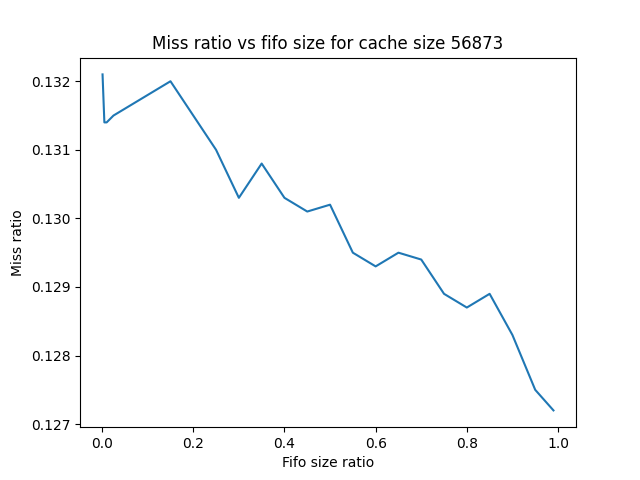 Miss ratio vs fifo size for cache size 56873
0.132
0.131
0.130
0.129
0.128
0.127
Miss ratio
0.0 0.2 0.4 0.6 0.8 1.0
Fifo size ratio